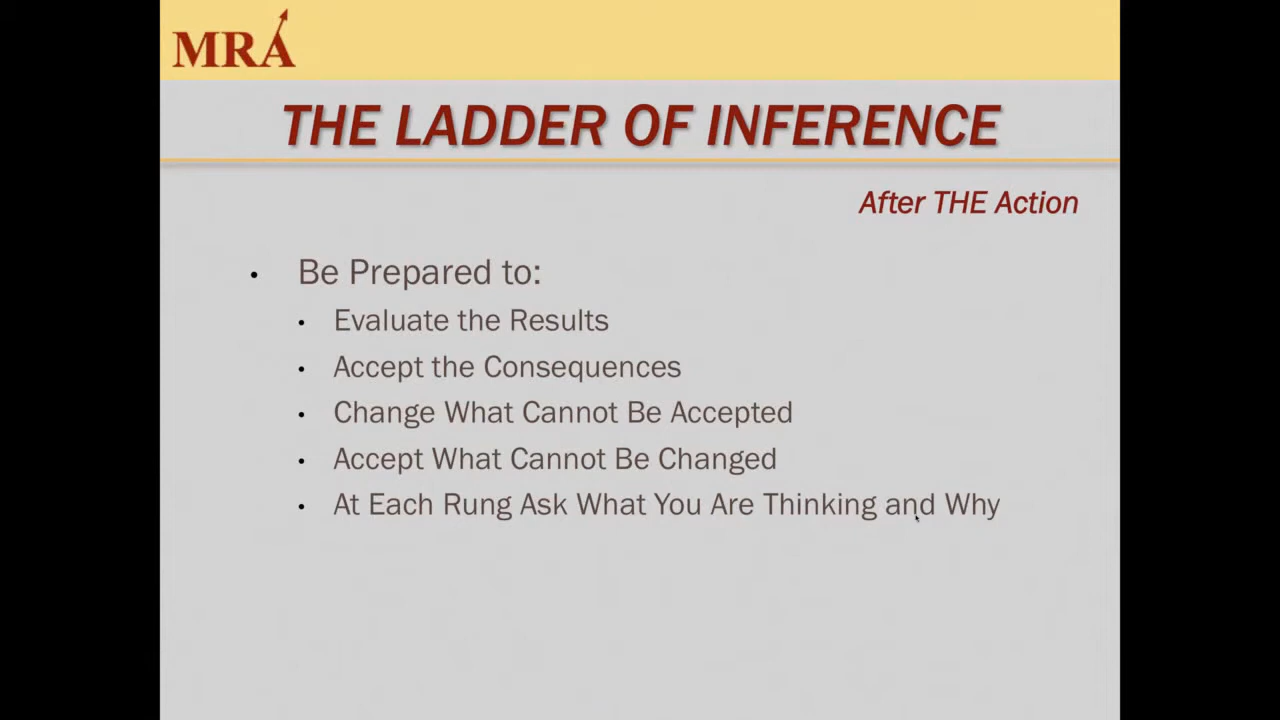 MRA
THE LADDER OF INFERENCE
After THE Action
• Be Prepared to:
• Evaluate the Results
• Accept the Consequences
• Change What Cannot Be Accepted
• Accept What Cannot Be Changed
• At Each Rung Ask What You Are Thinking and Why